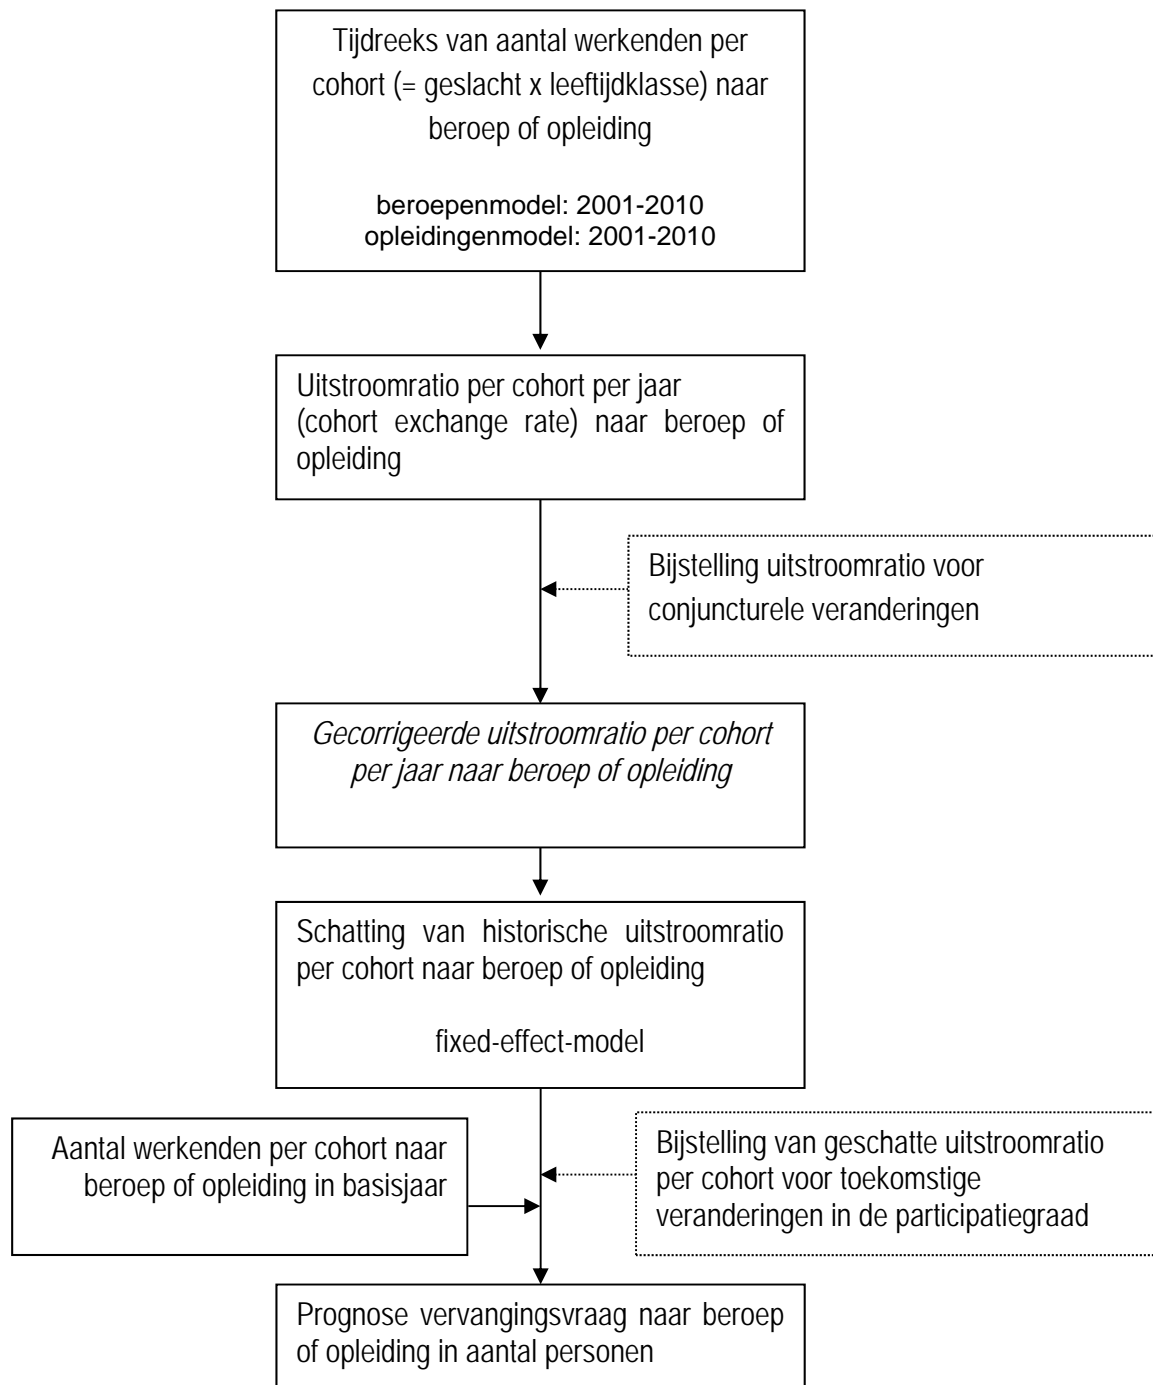 Tijdreeks van aantal werkenden per
cohort (= geslacht x leeftijdklasse) naar
beroep of opleiding
beroepenmodel: 2001-2010
opleidingenmodel: 2001-2010
Uitstroomratio per cohort per jaar
(cohort exchange rate) naar beroep of
opleiding
Bijstelling uitstroomratio voor
conjuncturele veranderingen
Gecorrigeerde uitstroomratio per cohort
per jaar naar beroep of opleiding
Schatting van historische uitstroomratio
per cohort naar beroep of opleiding
fixed-effect-model
Aantal werkenden per cohort naar
beroep of opleiding in basisjaar
Bijstelling van geschatte uitstroomratio
per cohort voor toekomstige
veranderingen in de participatiegraad
Prognose vervangingsvraag naar beroep
of opleiding in aantal personen